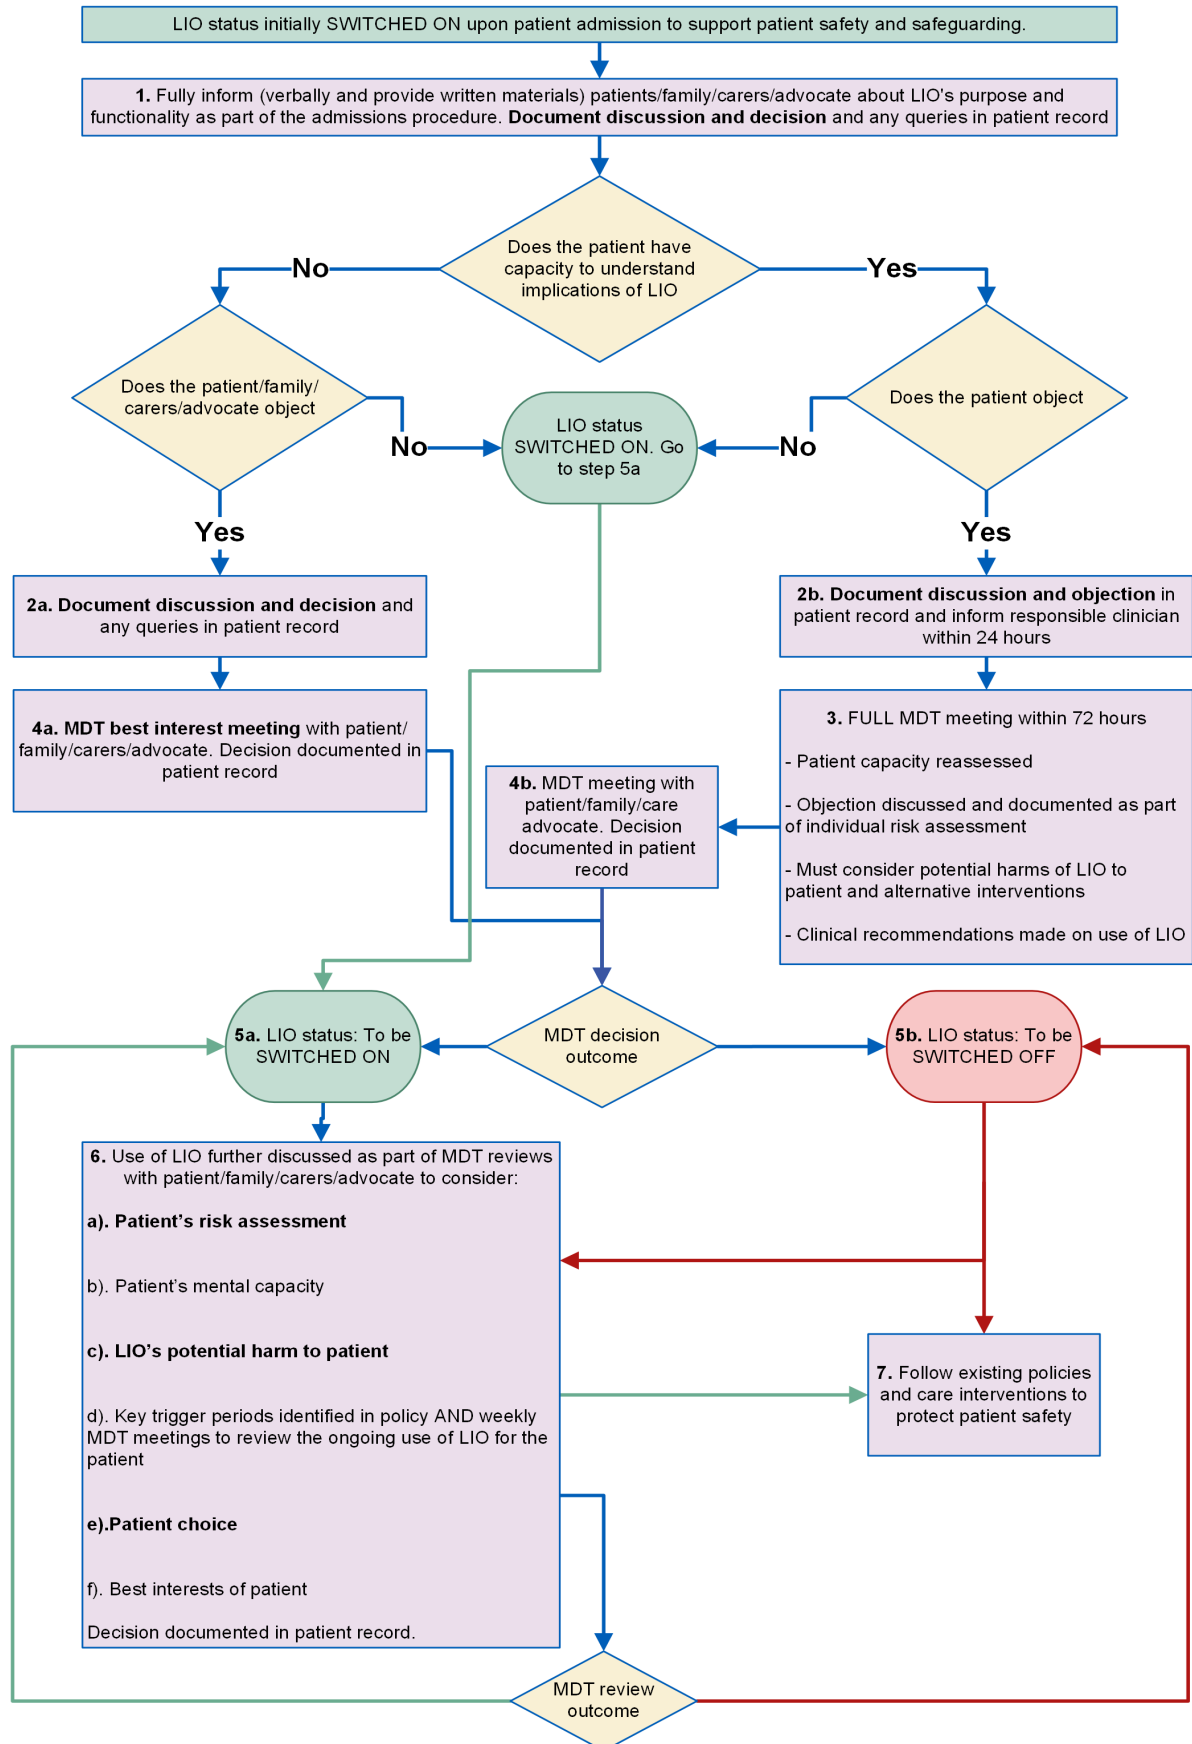 LIO status initially SWITCHED ON upon patient admission to support patient safety and safeguarding.
1. Fully inform (verbally and provide written materials) patients/family/carers/advocate about LIO's purpose and
functionality as part of the admissions procedure. Document discussion and decision and any queries in patient record
Does the patient have
capacity to understand
implications of LIO
No
Yes
Does the patient/family/
carers/advocate object
Does the patient object
LIO status
SWITCHED ON. Go
to step 5a
No
No
Yes
Yes
2a. Document discussion and decision and
any queries in patient record
2b. Document discussion and objection in
patient record and inform responsible clinician
within 24 hours
4a. MDT best interest meeting with patient/
family/carers/advocate. Decision documented in
patient record
3. FULL MDT meeting within 72 hours
- Patient capacity reassessed
- Objection discussed and documented as part
of individual risk assessment
- Must consider potential harms of LIO to
patient and alternative interventions
- Clinical recommendations made on use of LIO
4b. MDT meeting with
patient/family/care
advocate. Decision
documented in patient
record
5a. LIO status: To be
SWITCHED ON
MDT decision
outcome
5b. LIO status: To be
SWITCHED OFF
6. Use of LIO further discussed as part of MDT reviews
with patient/family/carers/advocate to consider:
a). Patient’s risk assessment
b). Patient’s mental capacity
c). LIO’s potential harm to patient
d). Key trigger periods identified in policy AND weekly
MDT meetings to review the ongoing use of LIO for the
patient
e).Patient choice
f). Best interests of patient
Decision documented in patient record.
7. Follow existing policies
and care interventions to
protect patient safety
MDT review
outcome